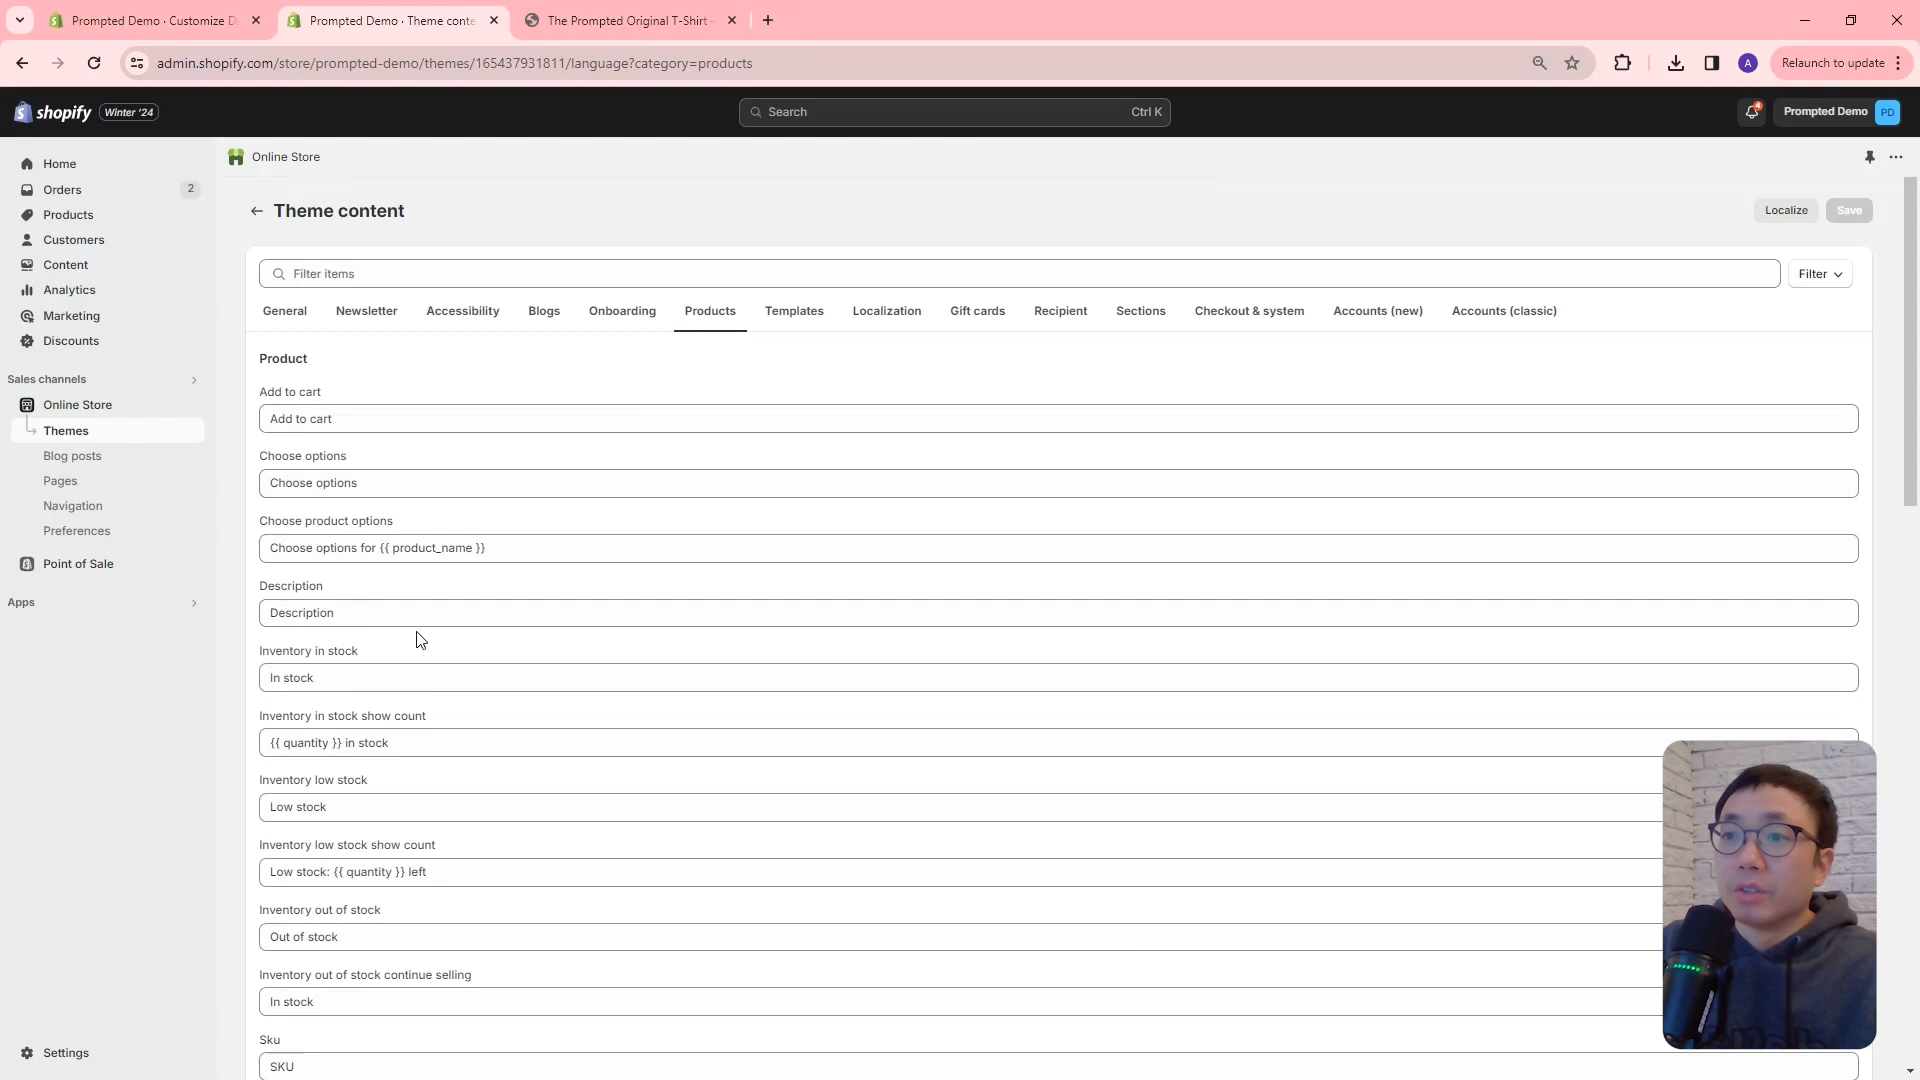 Prompted Demo · Customize D
Prompted Demo · Theme conte
The Prompted Original T-Shirt –
admin.shopify.com/store/prompted-demo/themes/165437931811/language?category=products
A
Relaunch to update
shopify
Winter '24
Search
Ctrl K
4
Prompted Demo
PD
Home
Orders
2
Products
Customers
Content
Analytics
Marketing
Discounts
Sales channels
Online Store
Themes
Blog posts
Pages
Navigation
Preferences
Point of Sale
Apps
Settings
Online Store
Theme content
Localize
Save
Filter items
Filter
General
Newsletter
Accessibility
Blogs
Onboarding
Products
Templates
Localization
Gift cards
Recipient
Sections
Checkout & system
Accounts (new)
Accounts (classic)
Product
Add to cart
Add to cart
Choose options
Choose options
Choose product options
Choose options for {{ product_name }}
Description
Description
Inventory in stock
In stock
Inventory in stock show count
{{ quantity }} in stock
Inventory low stock
Low stock
Inventory low stock show count
Low stock: {{ quantity }} left
Inventory out of stock
Out of stock
Inventory out of stock continue selling
In stock
Sku
SKU